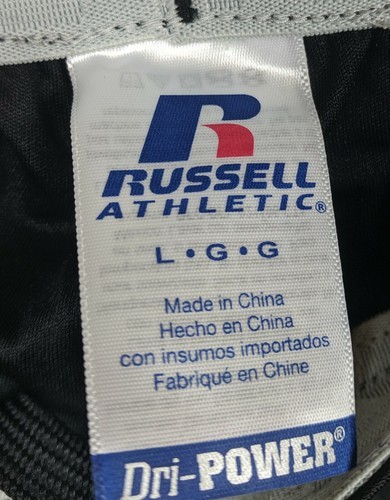 R
RUSSELL
ATHLETIC®
L • G • G
Made in China
Hecho en China
con insumos importados
Fabriqué en Chine
Dri-POWER®